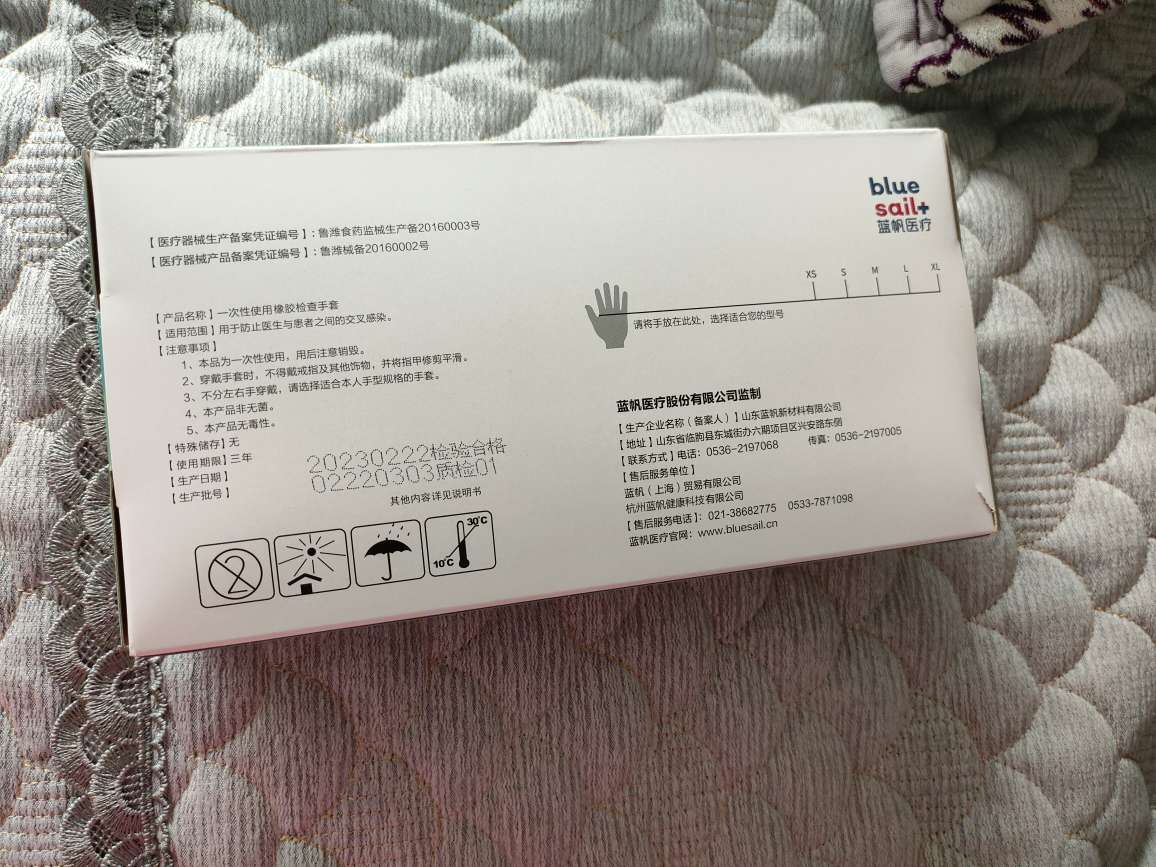 blue
sail+
蓝帆医疗
【医疗器械生产备案凭证编号】：鲁潍食药监械生产备20160003号
【医疗器械产品备案凭证编号】：鲁潍械备20160002号
【产品名称】一次性使用橡胶检查手套
【适用范围】用于防止医生与患者之间的交叉感染。
【注意事项】
1、本品为一次性使用，用后注意销毁。
2、穿戴手套时，不得戴戒指及其他饰物，并将指甲修剪平滑。
3、不分左右手穿戴，请选择适合本人手型规格的手套。
4、本产品非无菌。
5、本产品无毒性。
【特殊储存】无
【使用期限】三年
【生产日期】 20230222检验合格
【生产批号】 02220303质检01
其他内容详见说明书
2
30℃
10℃
XS S M L XL
请将手放在此处，选择适合您的型号
蓝帆医疗股份有限公司监制
【生产企业名称（备案人）】山东蓝帆新材料有限公司
【地址】山东省临朐县东城街办六期项目区兴安路东侧
【联系方式】电话：0536-2197068 传真：0536-2197005
【售后服务单位】
蓝帆（上海）贸易有限公司
杭州蓝帆健康科技有限公司
【售后服务电话】：021-38682775 0533-7871098
蓝帆医疗官网：www.bluesail.cn